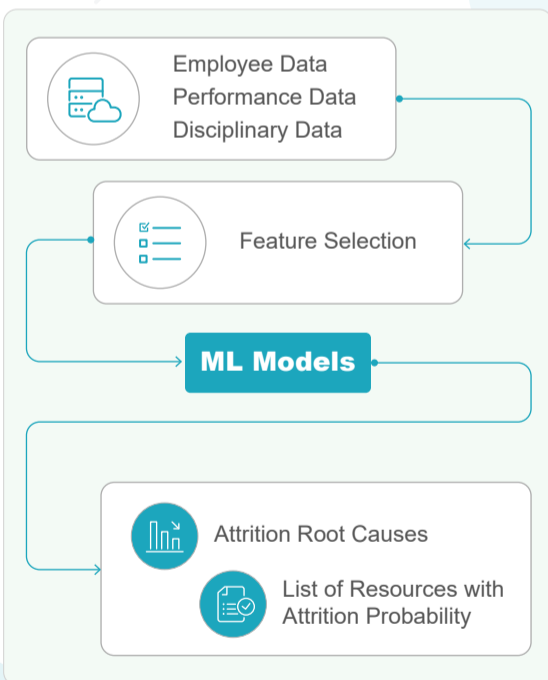 Employee Data
Performance Data
Disciplinary Data
Feature Selection
ML Models
Attrition Root Causes
List of Resources with
Attrition Probability